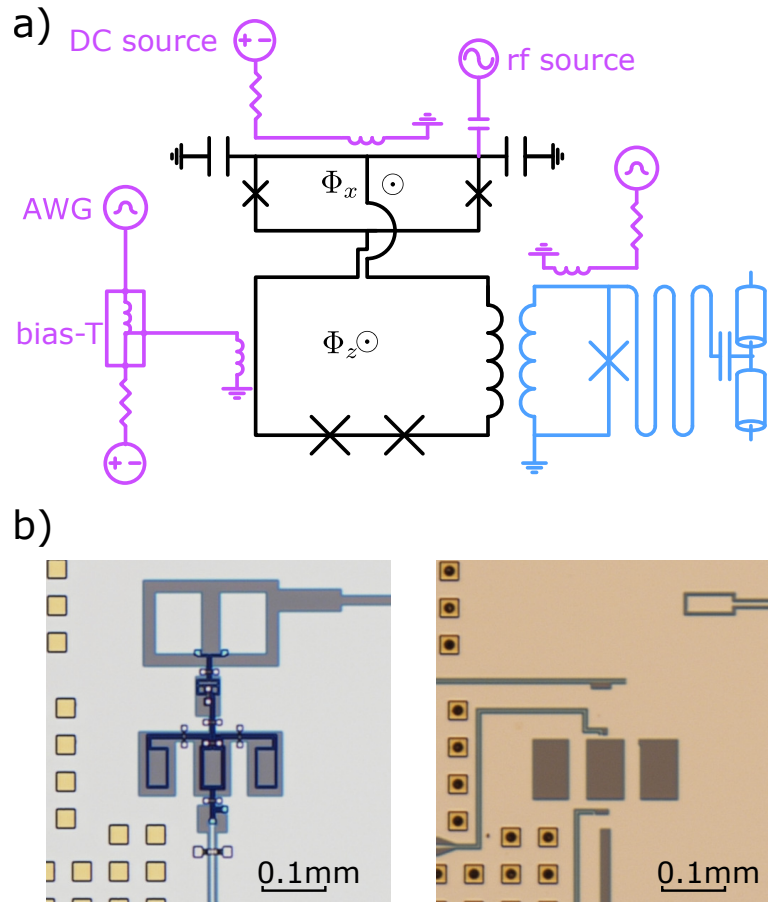 a)
DC source
rf source
Φx
AWG
bias-T
Φz
b)
0.1mm
0.1mm